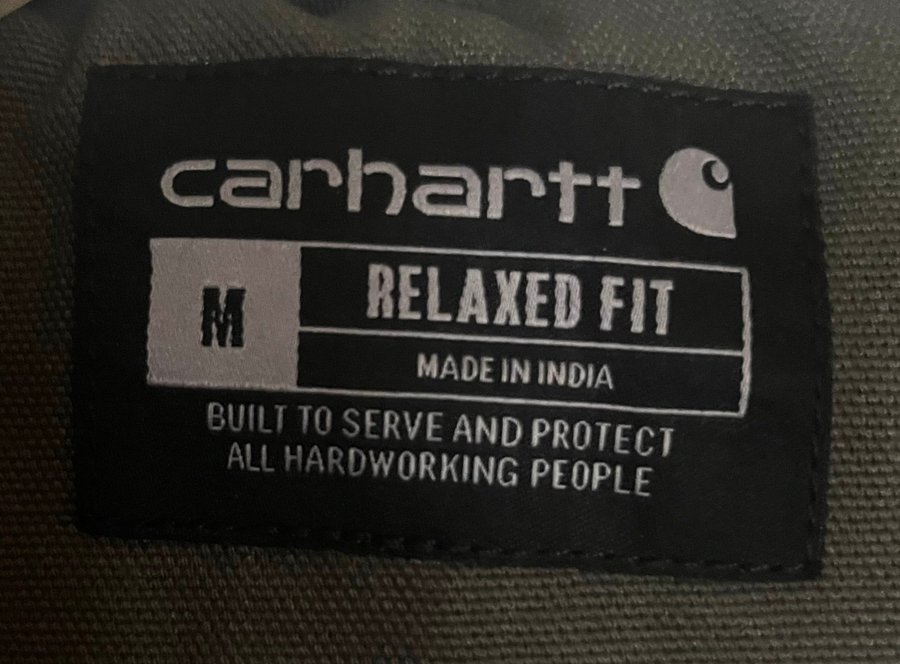 carhartt
M
RELAXED FIT
MADE IN INDIA
BUILT TO SERVE AND PROTECT
ALL HARDWORKING PEOPLE